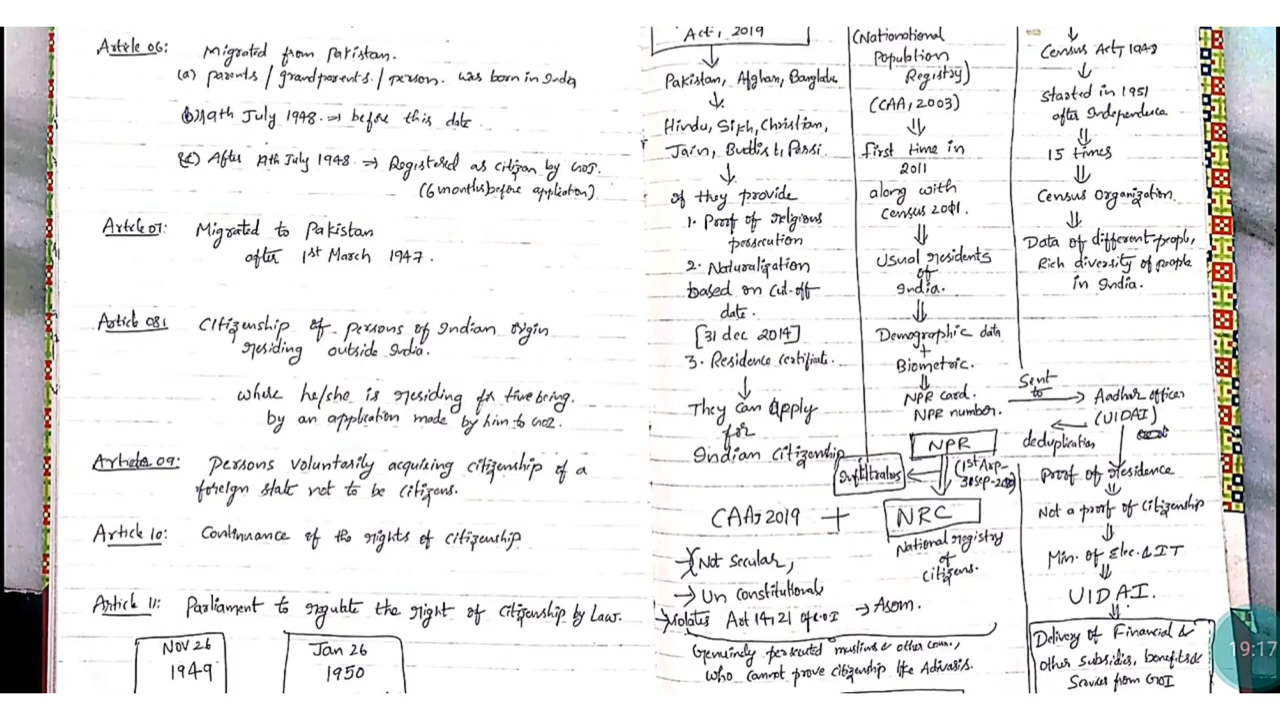 Article 06:
Migrated from Pakistan.
(a) parents / grandparents / person was born in India
(b) 19th July 1948 ⇒ before this date.
(c) After 19th July 1948 ⇒ Registered as citizen by GOI.
(6 months before application)
Article 07:
Migrated to Pakistan
after 1st March 1947.
Article 08:
Citizenship of persons of Indian origin
residing outside India.
where he/she is residing for time being.
by an application made by him to GOI.
Article 09:
Persons voluntarily acquiring citizenship of a
foreign state not to be citizens.
Article 10:
Continuance of the rights of citizenship
Article 11:
Parliament to regulate the right of citizenship by Law.
Nov 26
1949
Jan 26
1950
Act, 2019
Pakistan, Afghan, Banglade
Hindu, Sikh, Christian,
Jain, Buddist, Parsi.
If they provide
1. Proof of religious
prosecution
2. Naturalization
based on cut-off
date.
[31 dec 2014]
3. Residence certificate.
They can apply
for
Indian citizenship
(Nationational
Population
Registry)
(CAA, 2003)
first time in
2011
along with
Census 2011.
Usual residents
of
India.
Demographic data
+
Biometric.
NPR card.
NPR number.
NPR
Infiltrates
(1st Arp-
30sep-
CAA, 2019 + NRC
National registry
of
citizens.
Not secular,
→ Un constitutional
→ violates Act 14, 21 of COI → Asom.
Genuinely persecuted muslims & other com.,
who cannot prove citizenship like Adivasis.
Census Act, 1948
started in 1951
after Independence
15 times
Census Organization.
Data of different people,
Rich diversity of people
in India.
Sent
to
Aadhar officer
(UIDAI)
deduplication
Proof of residence
Not a proof of citizenship
Min. of Elec. & IT
UIDAI.
Delivery of Financial &
other subsidies, benefits &
Services from GOI
19:17